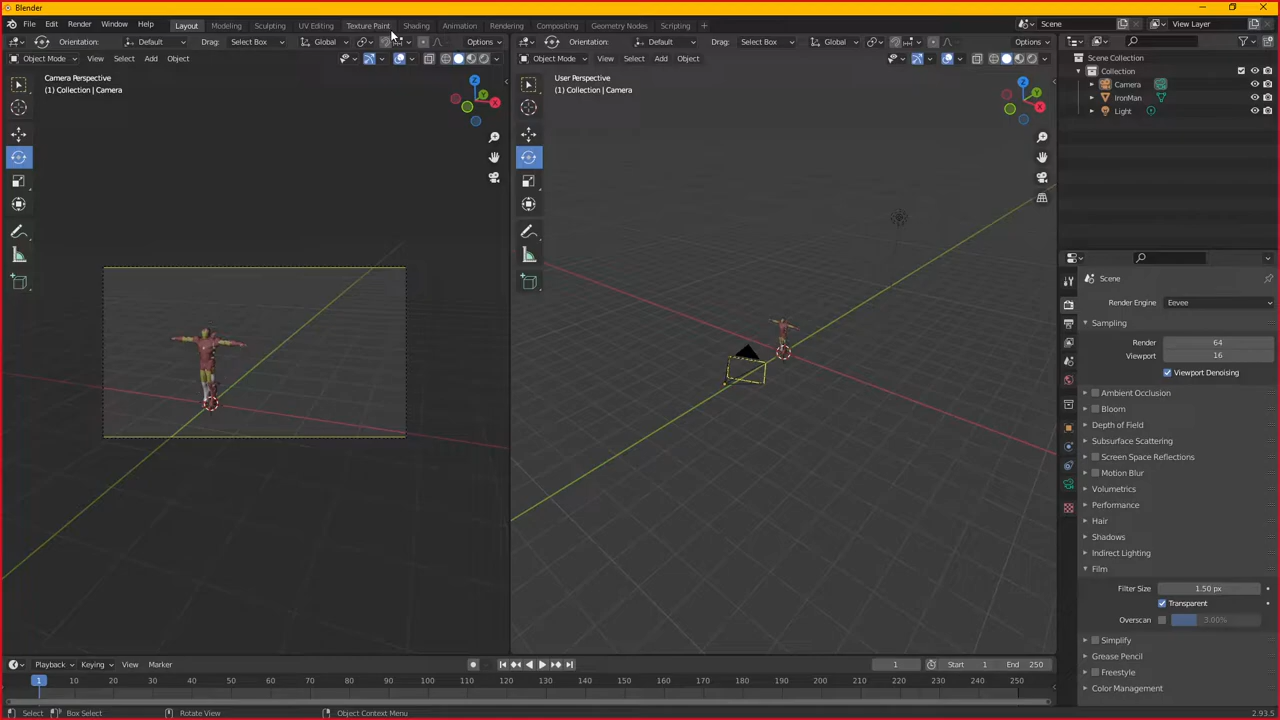 Blender
File Edit Render Window Help Layout Modeling Sculpting UV Editing Texture Paint Shading Animation Rendering Compositing Geometry Nodes Scripting + Scene View Layer
Orientation: Default Drag: Select Box Global Options Orientation: Default Drag: Select Box Global Options
Object Mode View Select Add Object Object Mode View Select Add Object
Camera Perspective
(1) Collection | Camera
Z
Y
X
User Perspective
(1) Collection | Camera
Z
Y
X
Scene Collection
Collection
Camera
IronMan
Light
Scene
Render Engine Eevee
Sampling
Render 64
Viewport 16
Viewport Denoising
Ambient Occlusion
Bloom
Depth of Field
Subsurface Scattering
Screen Space Reflections
Motion Blur
Volumetrics
Performance
Hair
Shadows
Indirect Lighting
Film
Filter Size 1.50 px
Transparent
Overscan 3.00%
Simplify
Grease Pencil
Freestyle
Color Management
Playback Keying View Marker 1 Start 1 End 250
1 10 20 30 40 50 60 70 80 90 100 110 120 130 140 150 160 170 180 190 200 210 220 230 240 250
Select Box Select Rotate View Object Context Menu 2.93.5